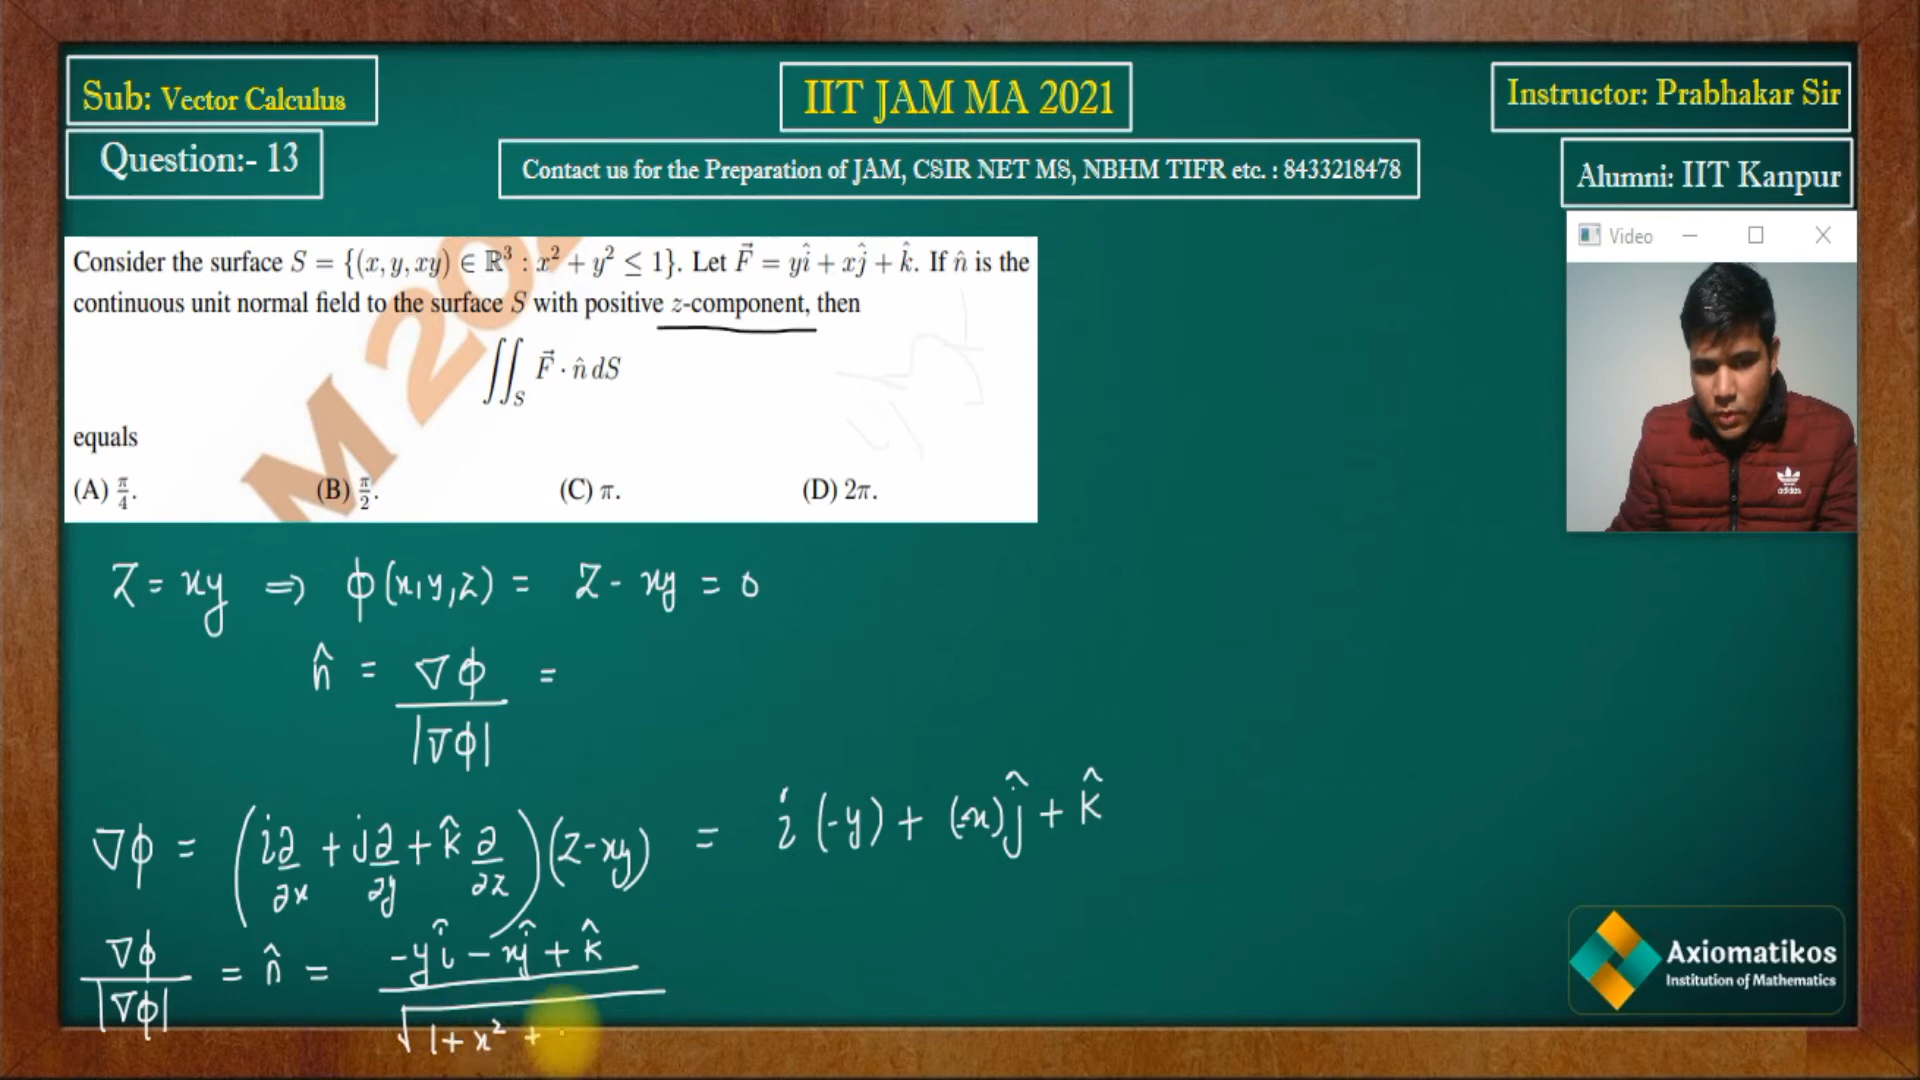 Sub: Vector Calculus
IIT JAM MA 2021
Instructor: Prabhakar Sir
Question:- 13
Contact us for the Preparation of JAM, CSIR NET MS, NBHM TIFR etc. : 8433218478
Alumni: IIT Kanpur
Video
Consider the surface S = {(x, y, xy) ∈ ℝ³ : x² + y² ≤ 1}. Let F⃗ = yî + xĵ + k̂. If n̂ is the
continuous unit normal field to the surface S with positive z-component, then
∬_S F⃗ · n̂ dS
equals
(A) π/4. (B) π/2. (C) π. (D) 2π.
Z = xy ⇒ ϕ(x,y,z) = Z - xy = 0
n̂ = ∇ϕ/|∇ϕ| =
∇ϕ = (i ∂/∂x + j ∂/∂y + k̂ ∂/∂z)(z-xy) = i(-y) + (-x)ĵ + k̂
∇ϕ/|∇ϕ| = n̂ = (-yî - xĵ + k̂)/√(1+x² +
adidas
Axiomatikos
Institution of Mathematics